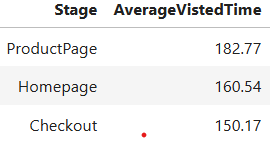 Stage AverageVistedTime
ProductPage 182.77
Homepage 160.54
Checkout 150.17